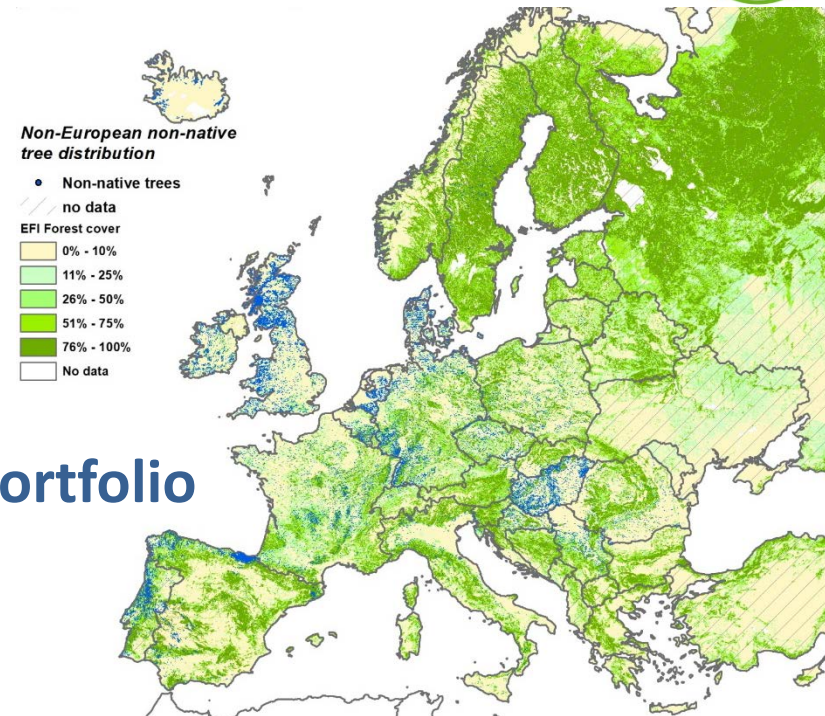 Non-European non-native
tree distribution
Non-native trees
no data
EFI Forest cover
0% - 10%
11% - 25%
26% - 50%
51% - 75%
76% - 100%
No data
ortfolio